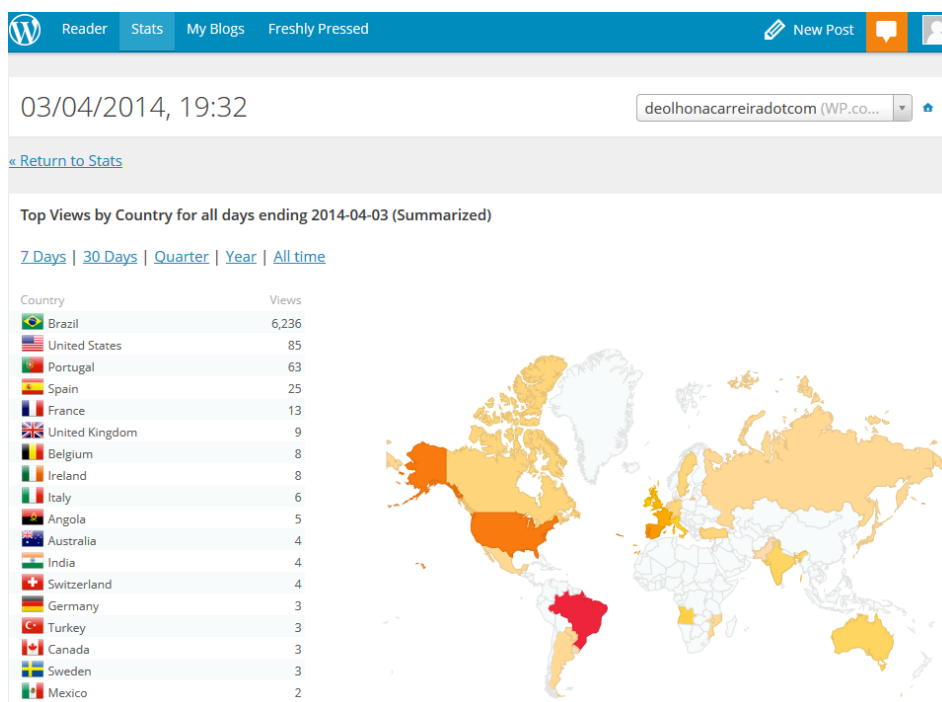 Reader Stats My Blogs Freshly Pressed New Post
03/04/2014, 19:32
deolhonacarreiradotcom (WP.co...
« Return to Stats
Top Views by Country for all days ending 2014-04-03 (Summarized)
7 Days | 30 Days | Quarter | Year | All time
Country Views
Brazil 6,236
United States 85
Portugal 63
Spain 25
France 13
United Kingdom 9
Belgium 8
Ireland 8
Italy 6
Angola 5
Australia 4
India 4
Switzerland 4
Germany 3
Turkey 3
Canada 3
Sweden 3
Mexico 2